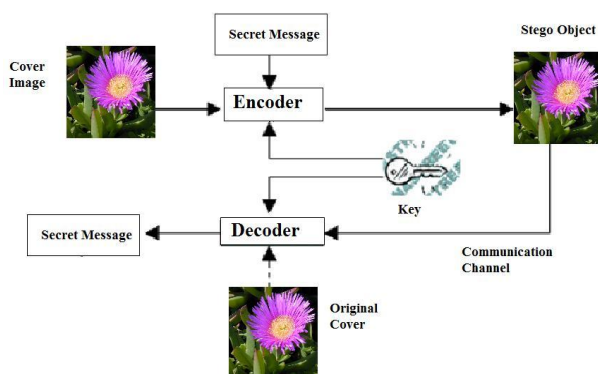 Secret Message
Stego Object
Cover
Image
Encoder
Key
Secret Message
Decoder
Communication
Channel
Original
Cover